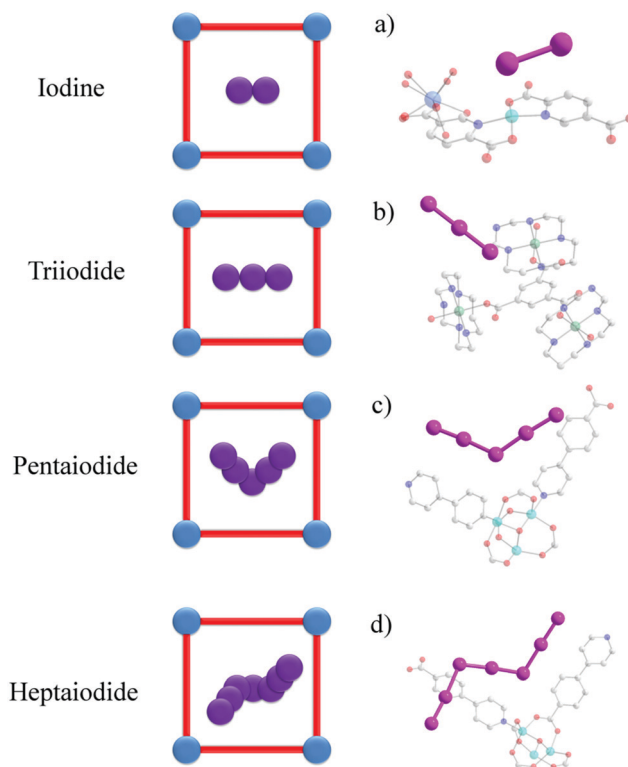 Iodine
a)
Triiodide
b)
Pentaiodide
c)
Heptaiodide
d)